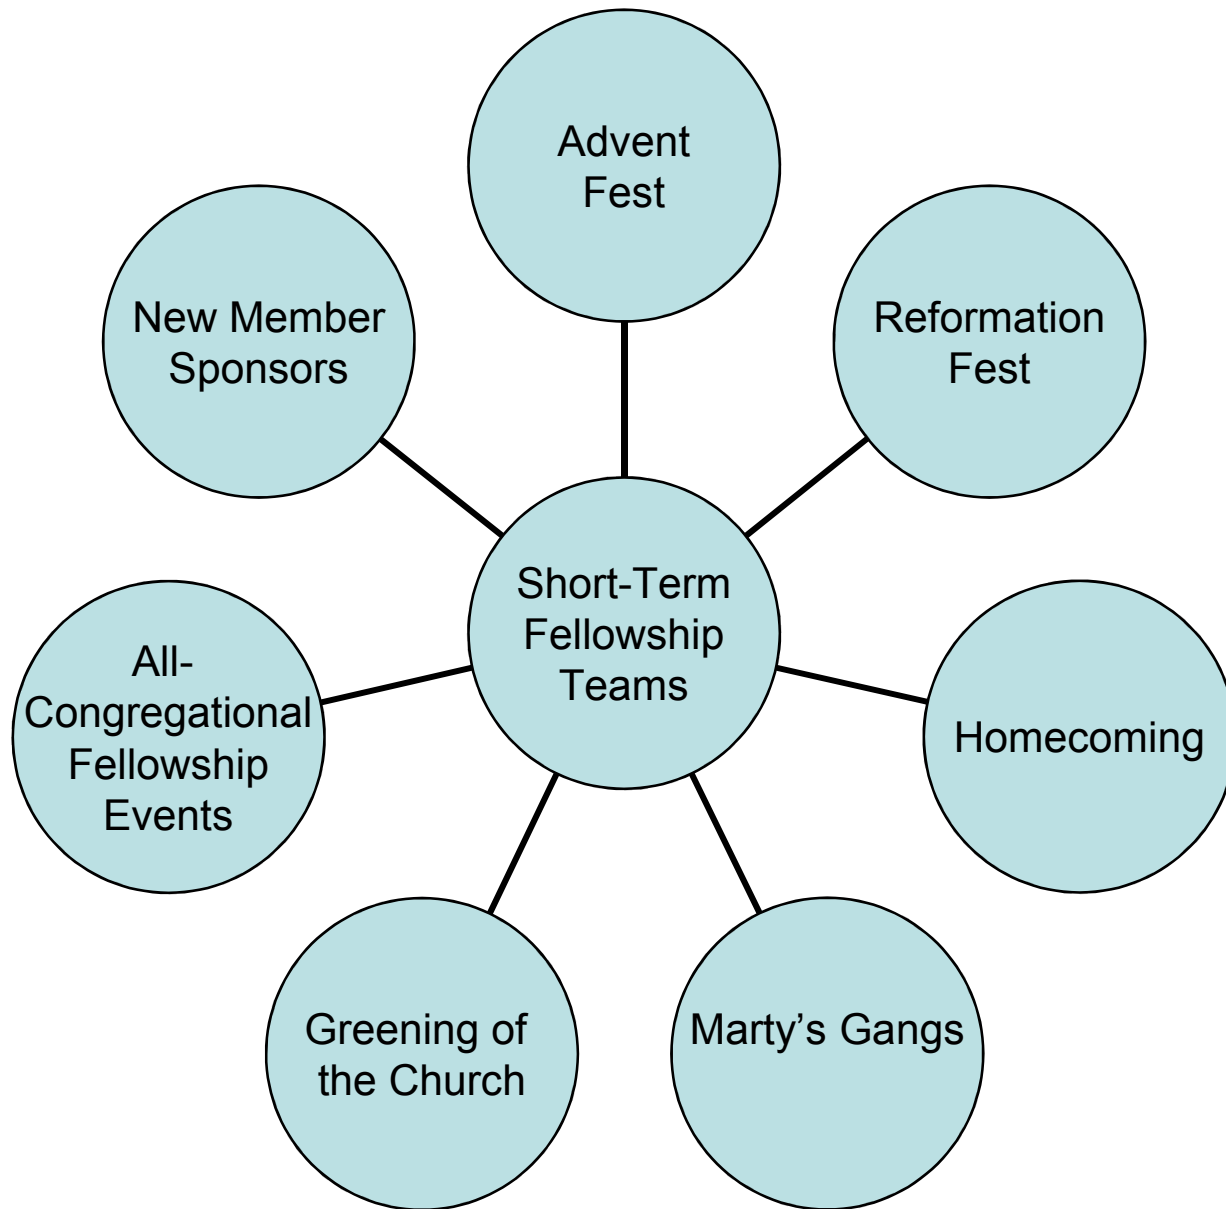 Advent
Fest
New Member
Sponsors
Reformation
Fest
Short-Term
Fellowship
Teams
All-
Congregational
Fellowship
Events
Homecoming
Greening of
the Church
Marty’s Gangs